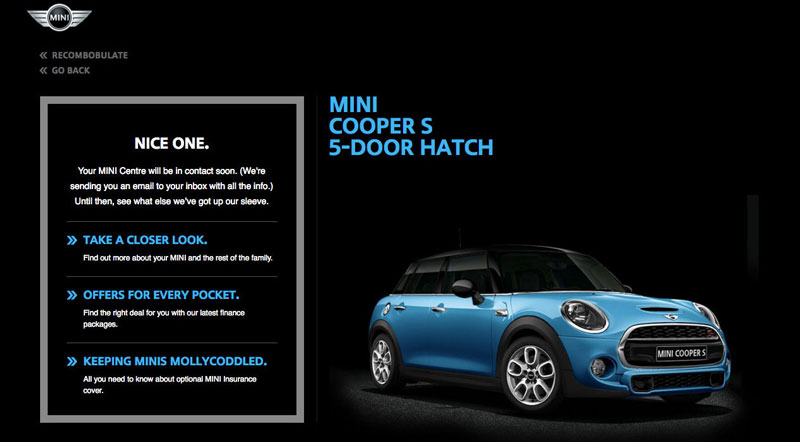 MINI
RECOMBOBULATE
GO BACK
NICE ONE.
Your MINI Centre will be in contact soon. (We're
sending you an email to your inbox with all the info.)
Until then, see what else we've got up our sleeve.
TAKE A CLOSER LOOK.
Find out more about your MINI and the rest of the family.
OFFERS FOR EVERY POCKET.
Find the right deal for you with our latest finance
packages.
KEEPING MINIS MOLLYCODDLED.
All you need to know about optional MINI Insurance
cover.
MINI
COOPER S
5-DOOR HATCH
MINI COOPER S